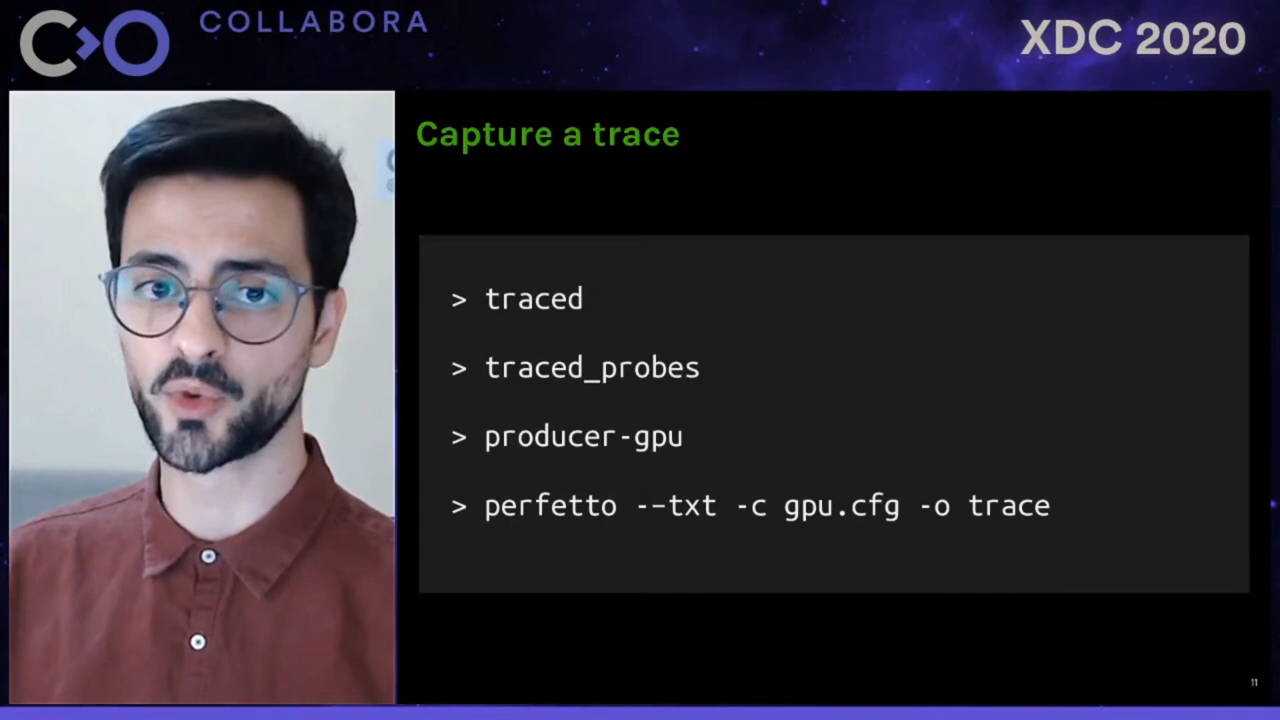 COLLABORA
XDC 2020
Capture a trace
> traced
> traced_probes
> producer-gpu
> perfetto --txt -c gpu.cfg -o trace
11